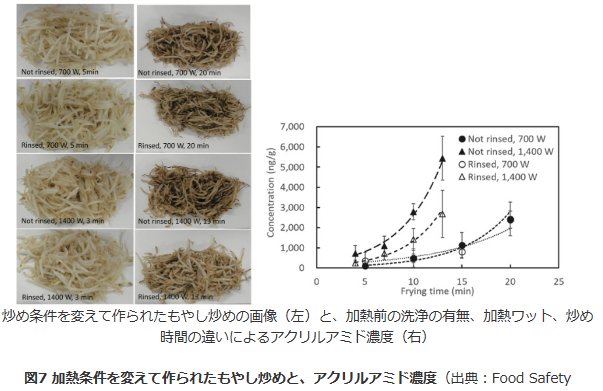 Not rinsed, 700 W, 5min
Not rinsed, 700 W, 20 min
Rinsed, 700 W, 5 min
Rinsed, 700 W, 20 min
Not rinsed, 1400 W, 3 min
Not rinsed, 1400 W, 13 min
Rinsed, 1400 W, 3 min
Rinsed, 1400 W, 13 min
Concentration (ng/g)
7,000
6,000
5,000
4,000
3,000
2,000
1,000
0
Not rinsed, 700 W
Not rinsed, 1,400 W
Rinsed, 700 W
Rinsed, 1,400 W
0 5 10 15 20 25
Frying time (min)
炒め条件を変えて作られたもやし炒めの画像（左）と、加熱前の洗浄の有無、加熱ワット、炒め
時間の違いによるアクリルアミド濃度（右）
図7 加熱条件を変えて作られたもやし炒めと、アクリルアミド濃度（出典：Food Safety